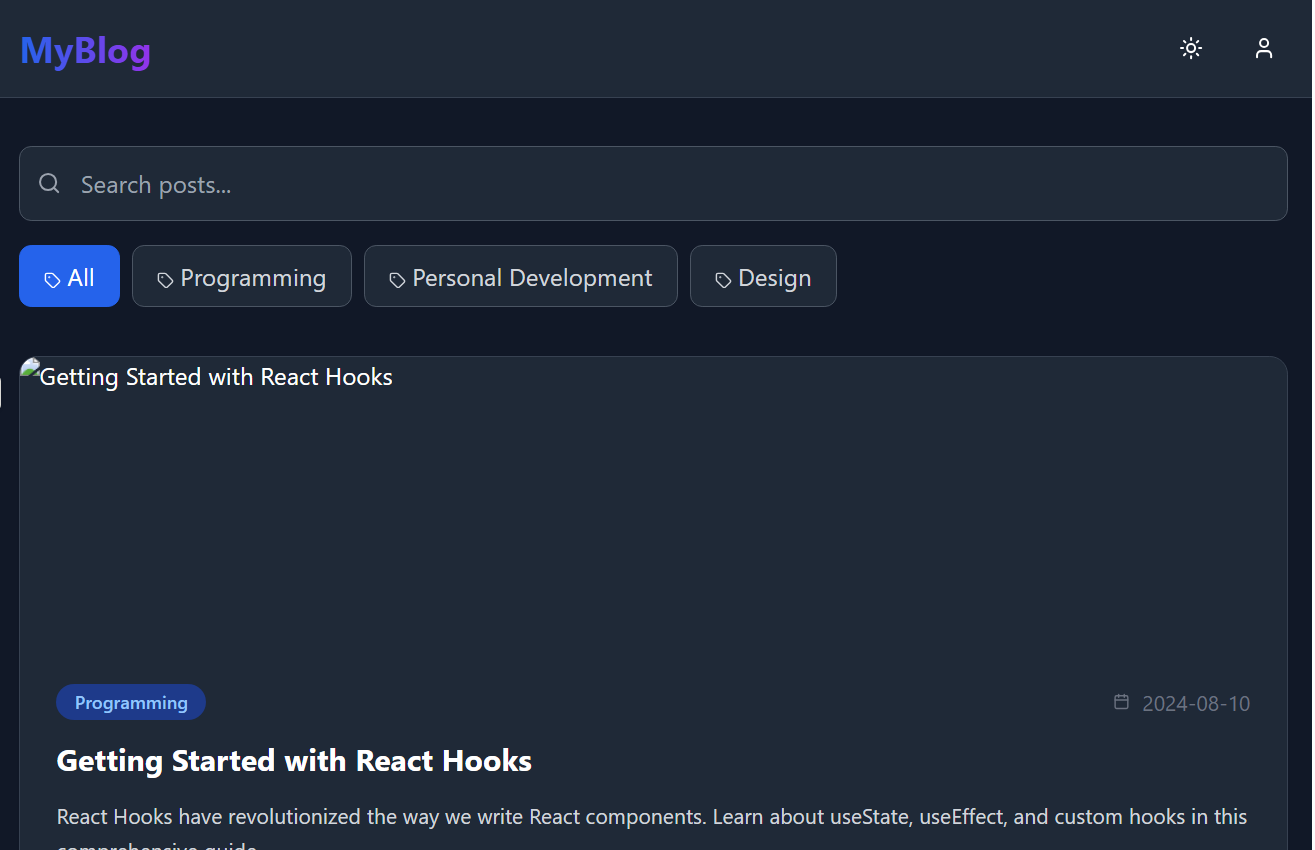 MyBlog
Search posts...
All
Programming
Personal Development
Design
Getting Started with React Hooks
Programming
2024-08-10
Getting Started with React Hooks
React Hooks have revolutionized the way we write React components. Learn about useState, useEffect, and custom hooks in this
comprehensive guide.